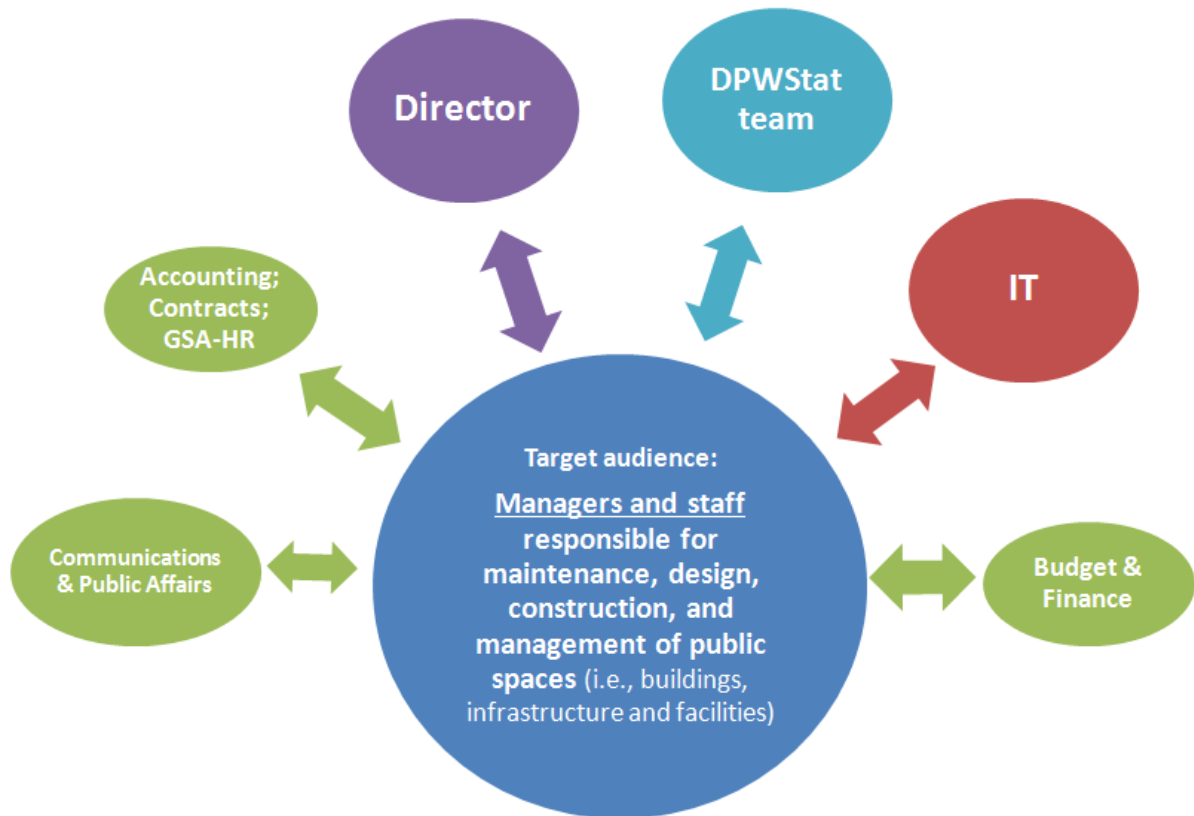 Director
DPWStat
team
IT
Accounting;
Contracts;
GSA-HR
Communications
& Public Affairs
Budget &
Finance
Target audience:
Managers and staff
responsible for
maintenance, design,
construction, and
management of public
spaces (i.e., buildings,
infrastructure and facilities)